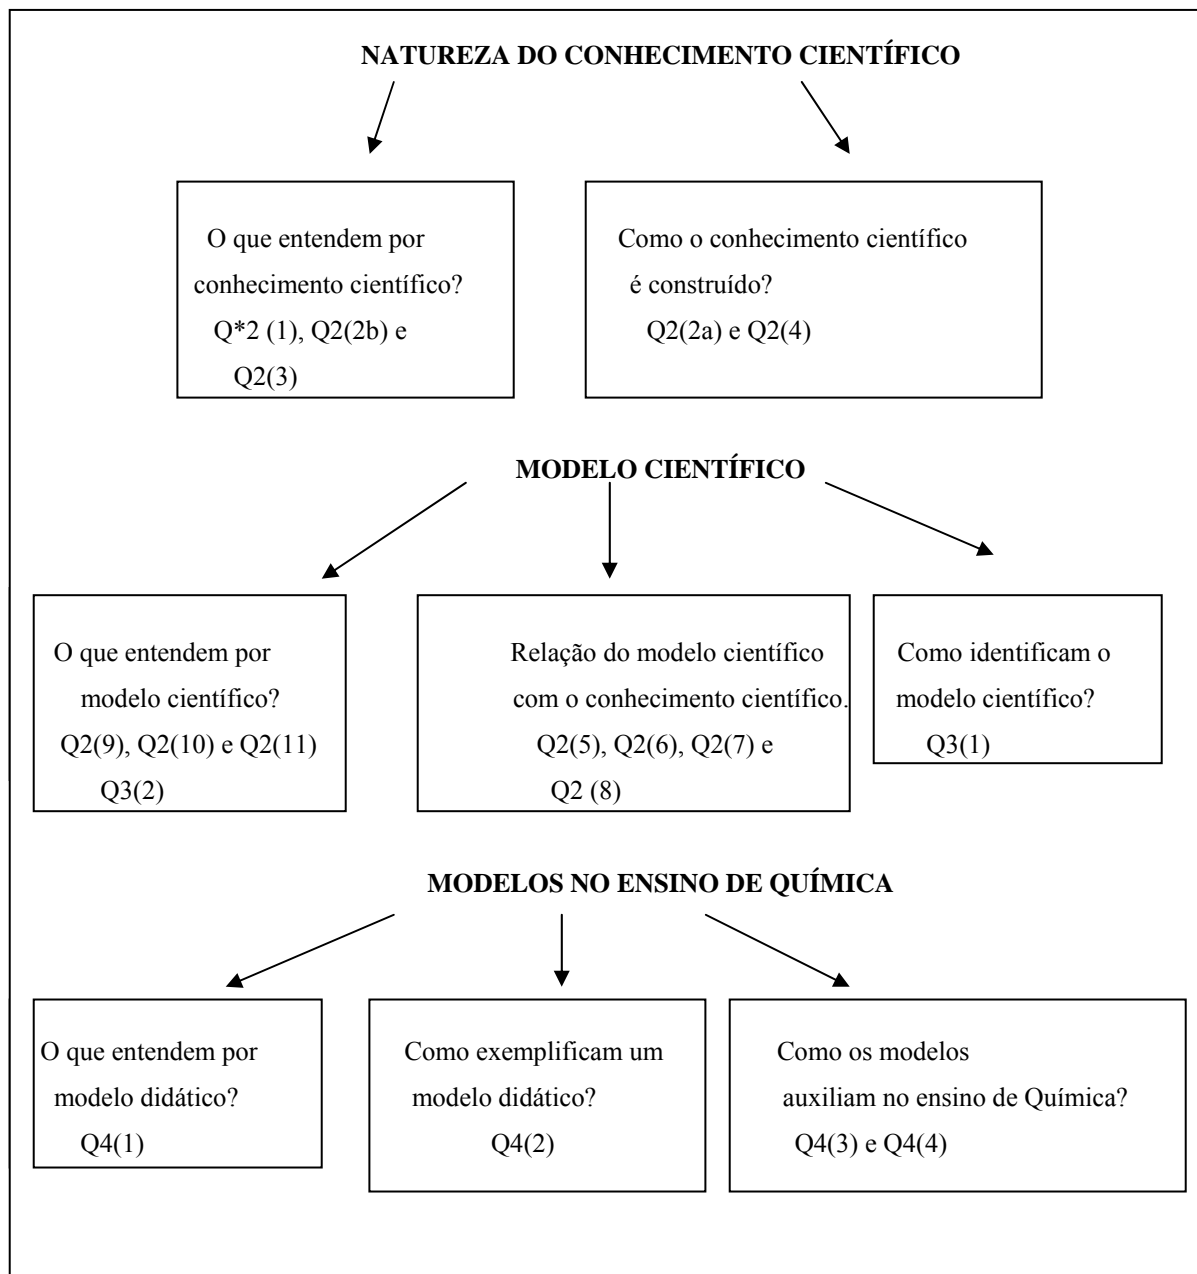 NATUREZA DO CONHECIMENTO CIENTÍFICO
O que entendem por
conhecimento científico?
Q*2 (1), Q2(2b) e
Q2(3)
Como o conhecimento científico
é construído?
Q2(2a) e Q2(4)
MODELO CIENTÍFICO
O que entendem por
modelo científico?
Q2(9), Q2(10) e Q2(11)
Q3(2)
Relação do modelo científico
com o conhecimento científico.
Q2(5), Q2(6), Q2(7) e
Q2 (8)
Como identificam o
modelo científico?
Q3(1)
MODELOS NO ENSINO DE QUÍMICA
O que entendem por
modelo didático?
Q4(1)
Como exemplificam um
modelo didático?
Q4(2)
Como os modelos
auxiliam no ensino de Química?
Q4(3) e Q4(4)